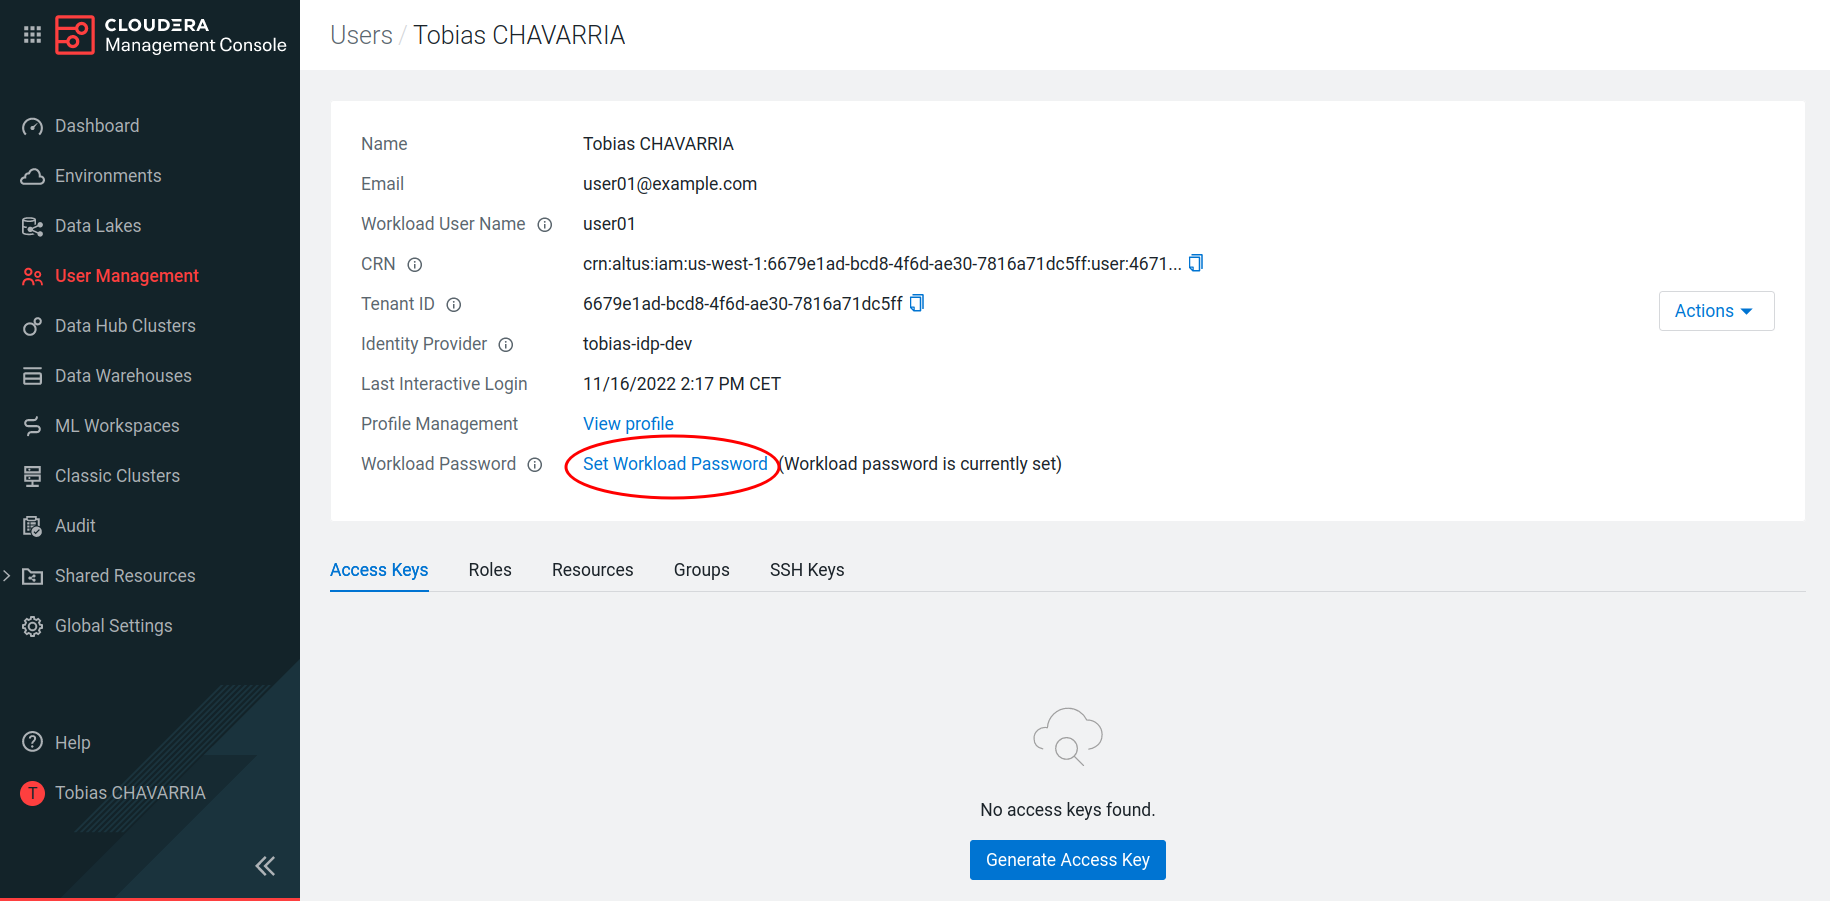 CLOUDERA
Management Console
Dashboard
Environments
Data Lakes
User Management
Data Hub Clusters
Data Warehouses
ML Workspaces
Classic Clusters
Audit
Shared Resources
Global Settings
Help
T Tobias CHAVARRIA
Users / Tobias CHAVARRIA
Name Tobias CHAVARRIA
Email user01@example.com
Workload User Name user01
CRN crn:altus:iam:us-west-1:6679e1ad-bcd8-4f6d-ae30-7816a71dc5ff:user:4671...
Tenant ID 6679e1ad-bcd8-4f6d-ae30-7816a71dc5ff
Identity Provider tobias-idp-dev
Last Interactive Login 11/16/2022 2:17 PM CET
Profile Management View profile
Workload Password Set Workload Password (Workload password is currently set)
Actions
Access Keys Roles Resources Groups SSH Keys
No access keys found.
Generate Access Key